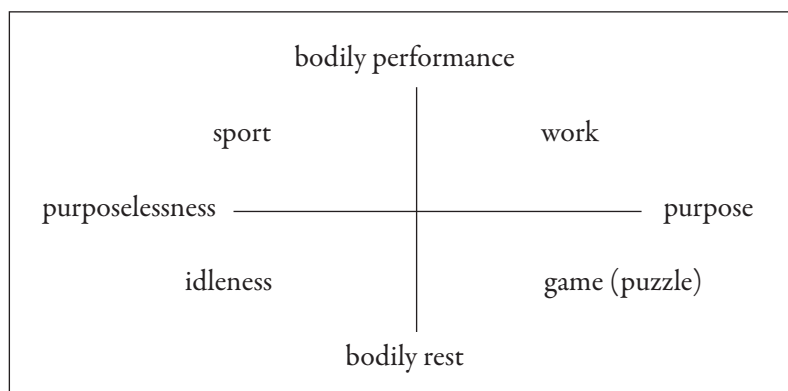 bodily performance
sport work
purposelessness purpose
idleness game (puzzle)
bodily rest